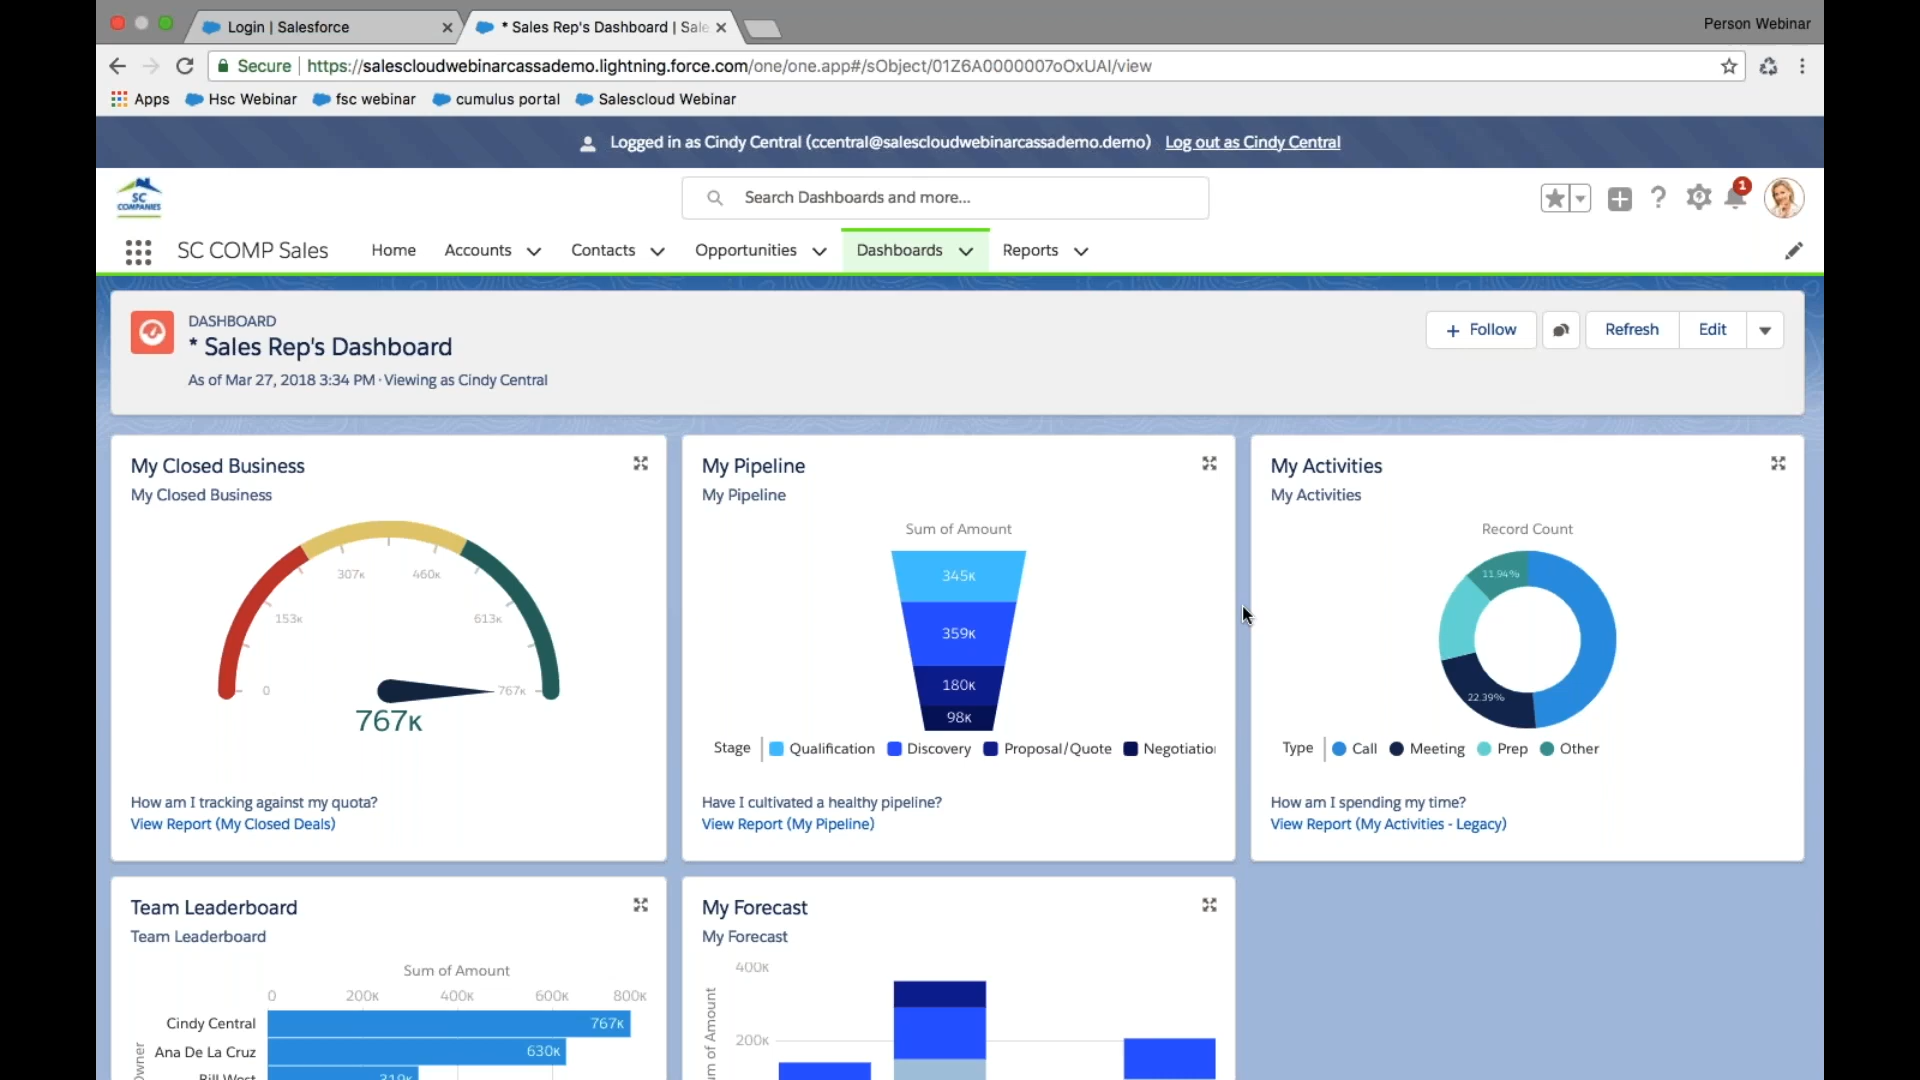 Person Webinar
Login | Salesforce
* Sales Rep's Dashboard | Sale
Secure
https://salescloudwebinarcassademo.lightning.force.com/one/one.app#/sObject/01Z6A0000007oOxUAI/view
Apps Hsc Webinar fsc webinar cumulus portal Salescloud Webinar
Logged in as Cindy Central (ccentral@salescloudwebinarcassademo.demo) Log out as Cindy Central
SC
COMPANIES
Search Dashboards and more...
1
SC COMP Sales Home Accounts Contacts Opportunities Dashboards Reports
DASHBOARD
* Sales Rep's Dashboard
As of Mar 27, 2018 3:34 PM·Viewing as Cindy Central
+ Follow Refresh Edit
My Closed Business
My Closed Business
307K 460K
153K 613K
0 767K
767K
How am I tracking against my quota?
View Report (My Closed Deals)
My Pipeline
My Pipeline
Sum of Amount
345K
359K
180K
98K
Stage Qualification Discovery Proposal/Quote Negotiation
Have I cultivated a healthy pipeline?
View Report (My Pipeline)
My Activities
My Activities
Record Count
11.94%
22.39%
Type Call Meeting Prep Other
How am I spending my time?
View Report (My Activities - Legacy)
Team Leaderboard
Team Leaderboard
Sum of Amount
0 200K 400K 600K 800K
Cindy Central 767K
Ana De La Cruz 630K
Bill West 319K
My Forecast
My Forecast
400K
200K